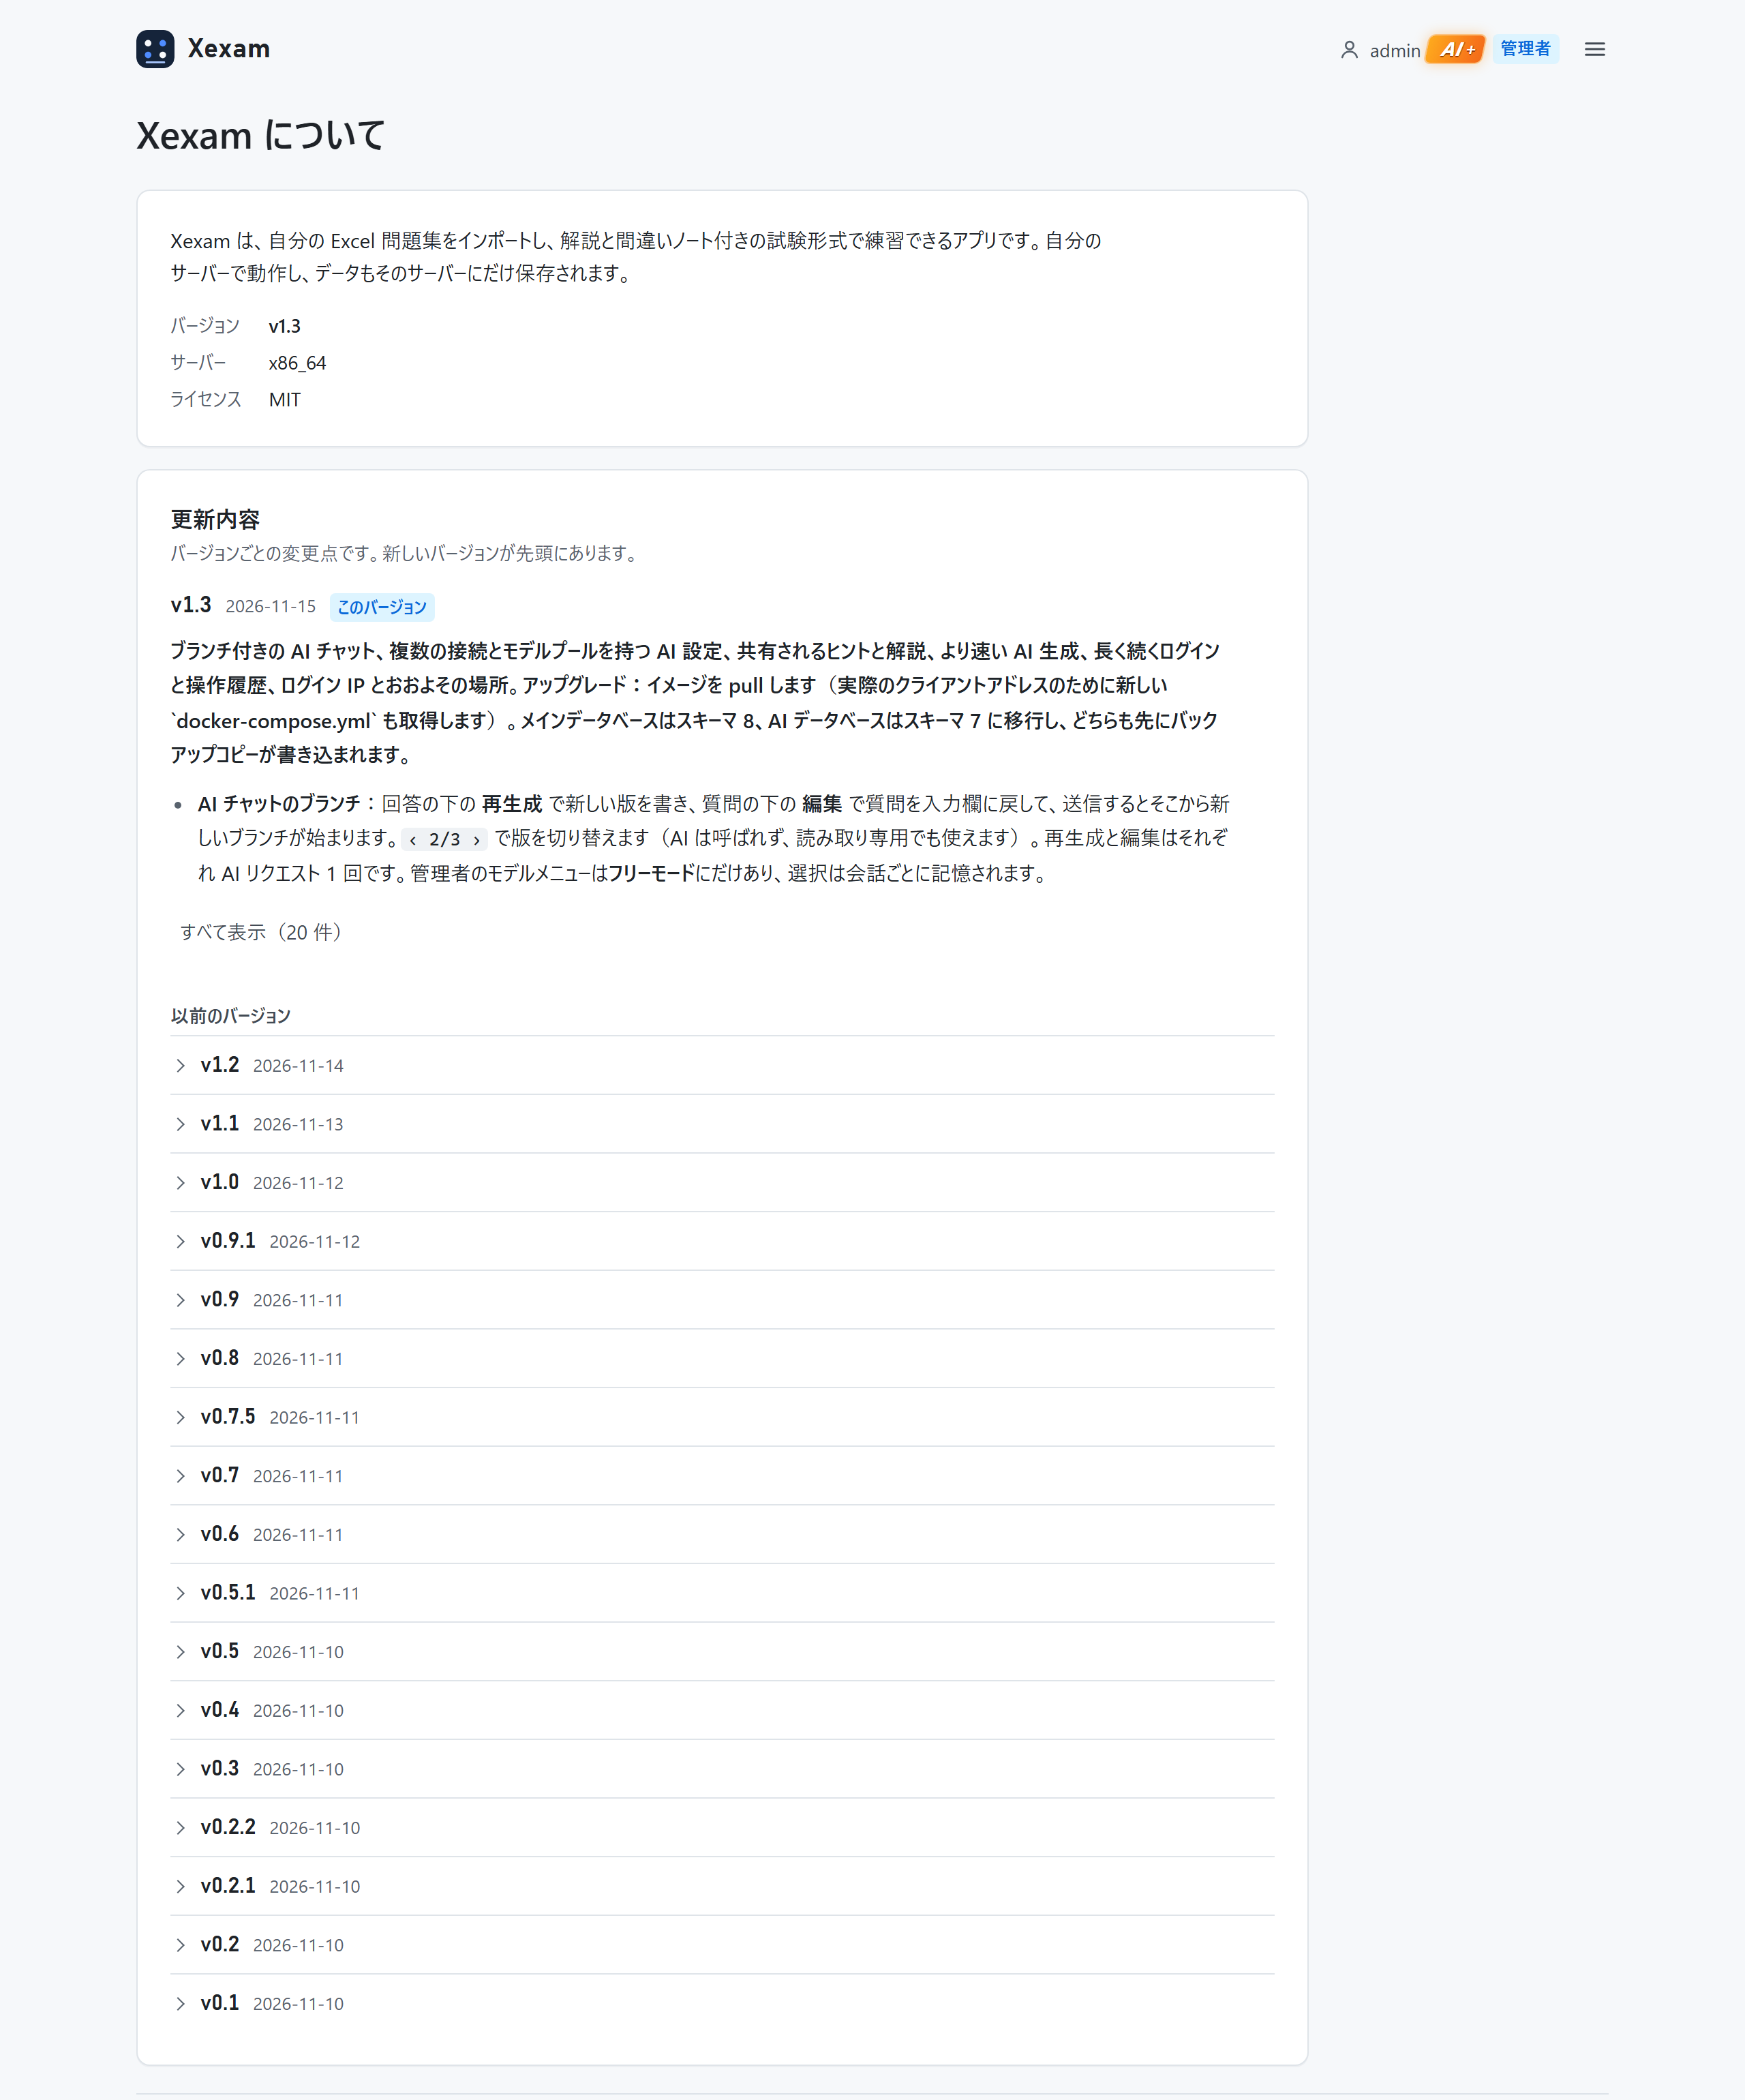 Xexam
admin AI+ 管理者
Xexam について
Xexam は、自分の Excel 問題集をインポートし、解説と間違いノート付きの試験形式で練習できるアプリです。自分の
サーバーで動作し、データもそのサーバーにだけ保存されます。
バージョン v1.3
サーバー x86_64
ライセンス MIT
更新内容
バージョンごとの変更点です。新しいバージョンが先頭にあります。
v1.3 2026-11-15 このバージョン
ブランチ付きの AI チャット、複数の接続とモデルプールを持つ AI 設定、共有されるヒントと解説、より速い AI 生成、長く続くログイン
と操作履歴、ログイン IP とおおよその場所。アップグレード：イメージを pull します（実際のクライアントアドレスのために新しい
`docker-compose.yml` も取得します）。メインデータベースはスキーマ 8、AI データベースはスキーマ 7 に移行し、どちらも先にバック
アップコピーが書き込まれます。
• AI チャットのブランチ：回答の下の 再生成 で新しい版を書き、質問の下の 編集 で質問を入力欄に戻して、送信するとそこから新
しいブランチが始まります。 ‹ 2/3 › で版を切り替えます（AI は呼ばれず、読み取り専用でも使えます）。再生成と編集はそれぞ
れ AI リクエスト 1 回です。管理者のモデルメニューはフリーモードにだけあり、選択は会話ごとに記憶されます。
すべて表示（20 件）
以前のバージョン
v1.2 2026-11-14
v1.1 2026-11-13
v1.0 2026-11-12
v0.9.1 2026-11-12
v0.9 2026-11-11
v0.8 2026-11-11
v0.7.5 2026-11-11
v0.7 2026-11-11
v0.6 2026-11-11
v0.5.1 2026-11-11
v0.5 2026-11-10
v0.4 2026-11-10
v0.3 2026-11-10
v0.2.2 2026-11-10
v0.2.1 2026-11-10
v0.2 2026-11-10
v0.1 2026-11-10